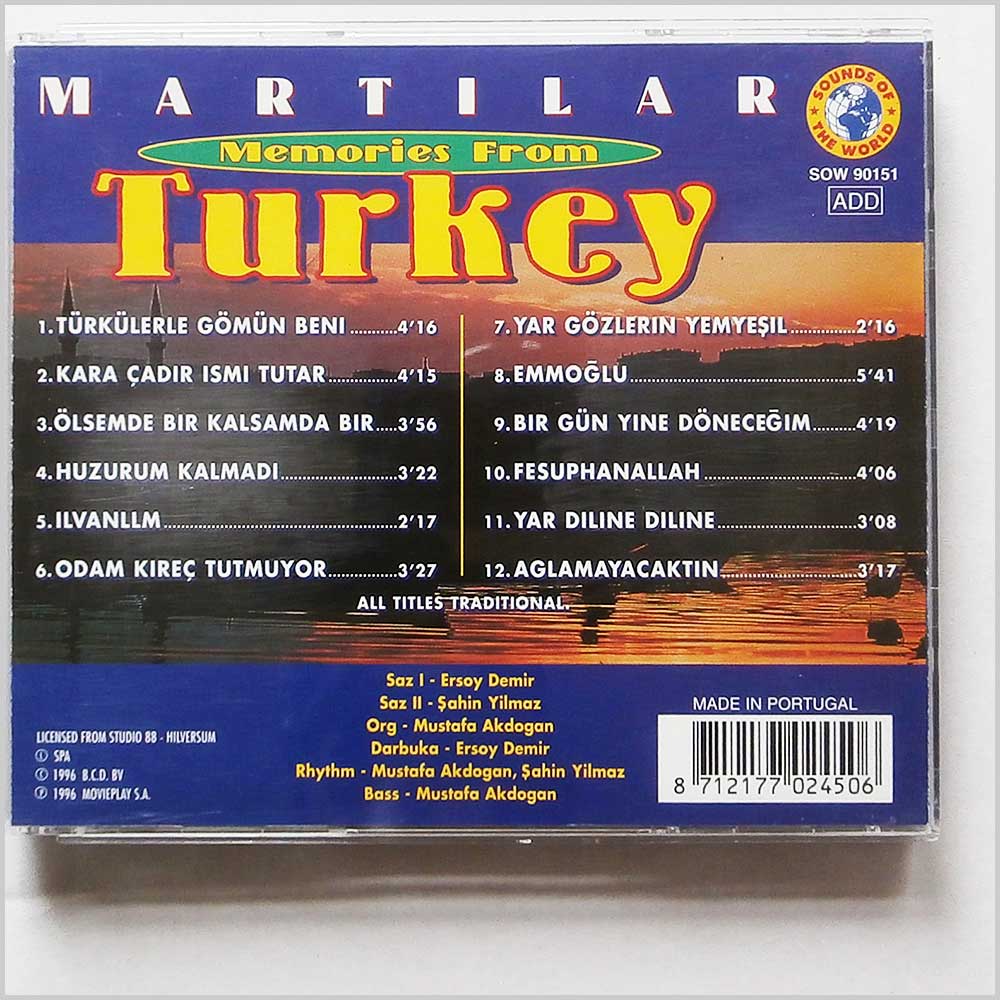 MARTILAR
Memories From
Turkey
SOUNDS OF
THE WORLD
SOW 90151
ADD
1. TÜRKÜLERLE GÖMÜN BENI ........... 4'16
2. KARA ÇADIR ISMI TUTAR ............... 4'15
3. ÖLSEMDE BIR KALSAMDA BIR ... 3'56
4. HUZURUM KALMADI .................. 3'22
5. ILVANLLM .................................... 2'17
6. ODAM KIREÇ TUTMUYOR ........... 3'27
7. YAR GÖZLERIN YEMYEŞIL ........... 2'16
8. EMMOĞLU .................................. 5'41
9. BIR GÜN YINE DÖNECEĞIM ........ 4'19
10. FESUPHANALLAH ...................... 4'06
11. YAR DILINE DILINE ..................... 3'08
12. AGLAMAYACAKTIN .................... 3'17
ALL TITLES TRADITIONAL.
Saz I - Ersoy Demir
Saz II - Şahin Yilmaz
Org - Mustafa Akdogan
Darbuka - Ersoy Demir
Rhythm - Mustafa Akdogan, Şahin Yilmaz
Bass - Mustafa Akdogan
LICENSED FROM STUDIO 88 - HILVERSUM
Ⓛ SPA
Ⓒ 1996 B.C.D. BV
Ⓟ 1996 MOVIEPLAY S.A.
MADE IN PORTUGAL
8 712177 024506